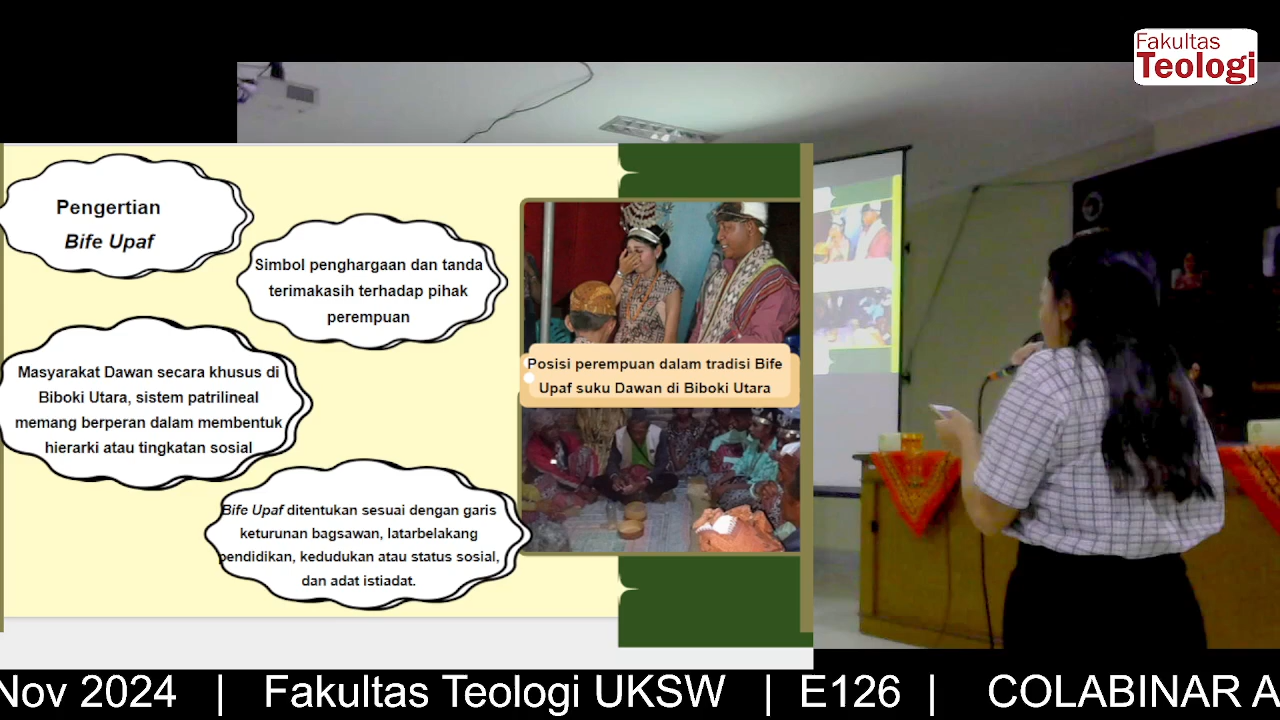 Fakultas
Teologi
Pengertian
Bife Upaf
Simbol penghargaan dan tanda
terimakasih terhadap pihak
perempuan
Masyarakat Dawan secara khusus di
Biboki Utara, sistem patrilineal
memang berperan dalam membentuk
hierarki atau tingkatan sosial
Bife Upaf ditentukan sesuai dengan garis
keturunan bagsawan, latarbelakang
pendidikan, kedudukan atau status sosial,
dan adat istiadat.
Posisi perempuan dalam tradisi Bife
Upaf suku Dawan di Biboki Utara
Nov 2024 | Fakultas Teologi UKSW | E126 | COLABINAR A